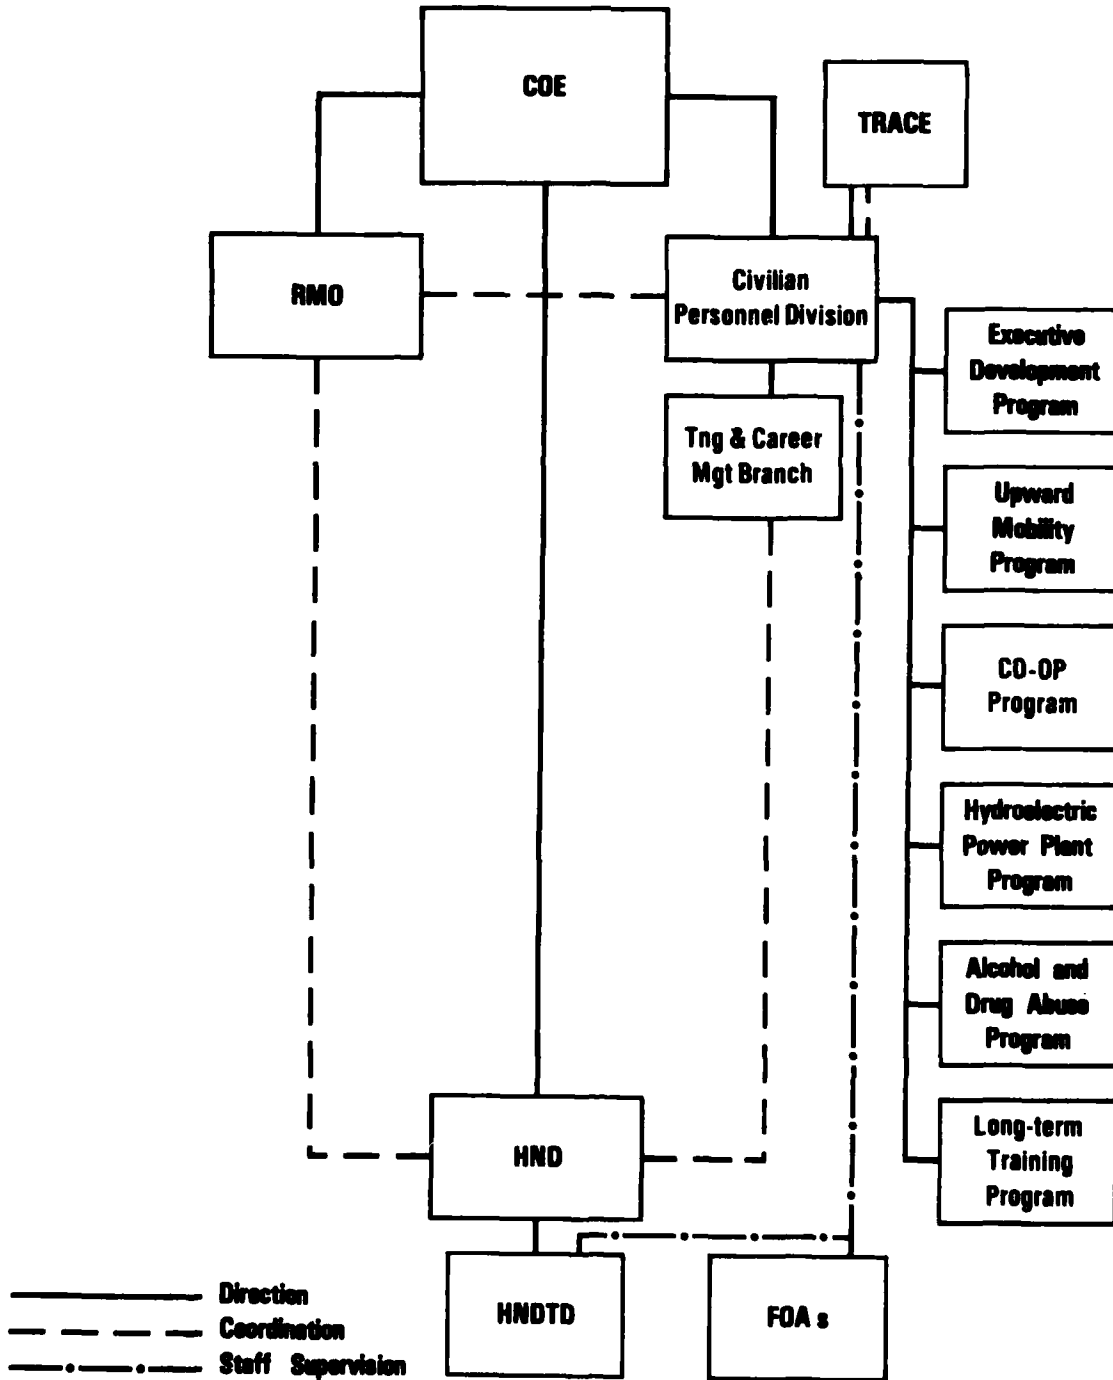 COE
TRACE
RMO
Civilian
Personnel Division
Executive
Development
Program
Tng & Career
Mgt Branch
Upward
Mobility
Program
CO-OP
Program
Hydroelectric
Power Plant
Program
Alcohol and
Drug Abuse
Program
Long-term
Training
Program
HND
HNDTD
FOA s
Direction
Coordination
Staff Supervision